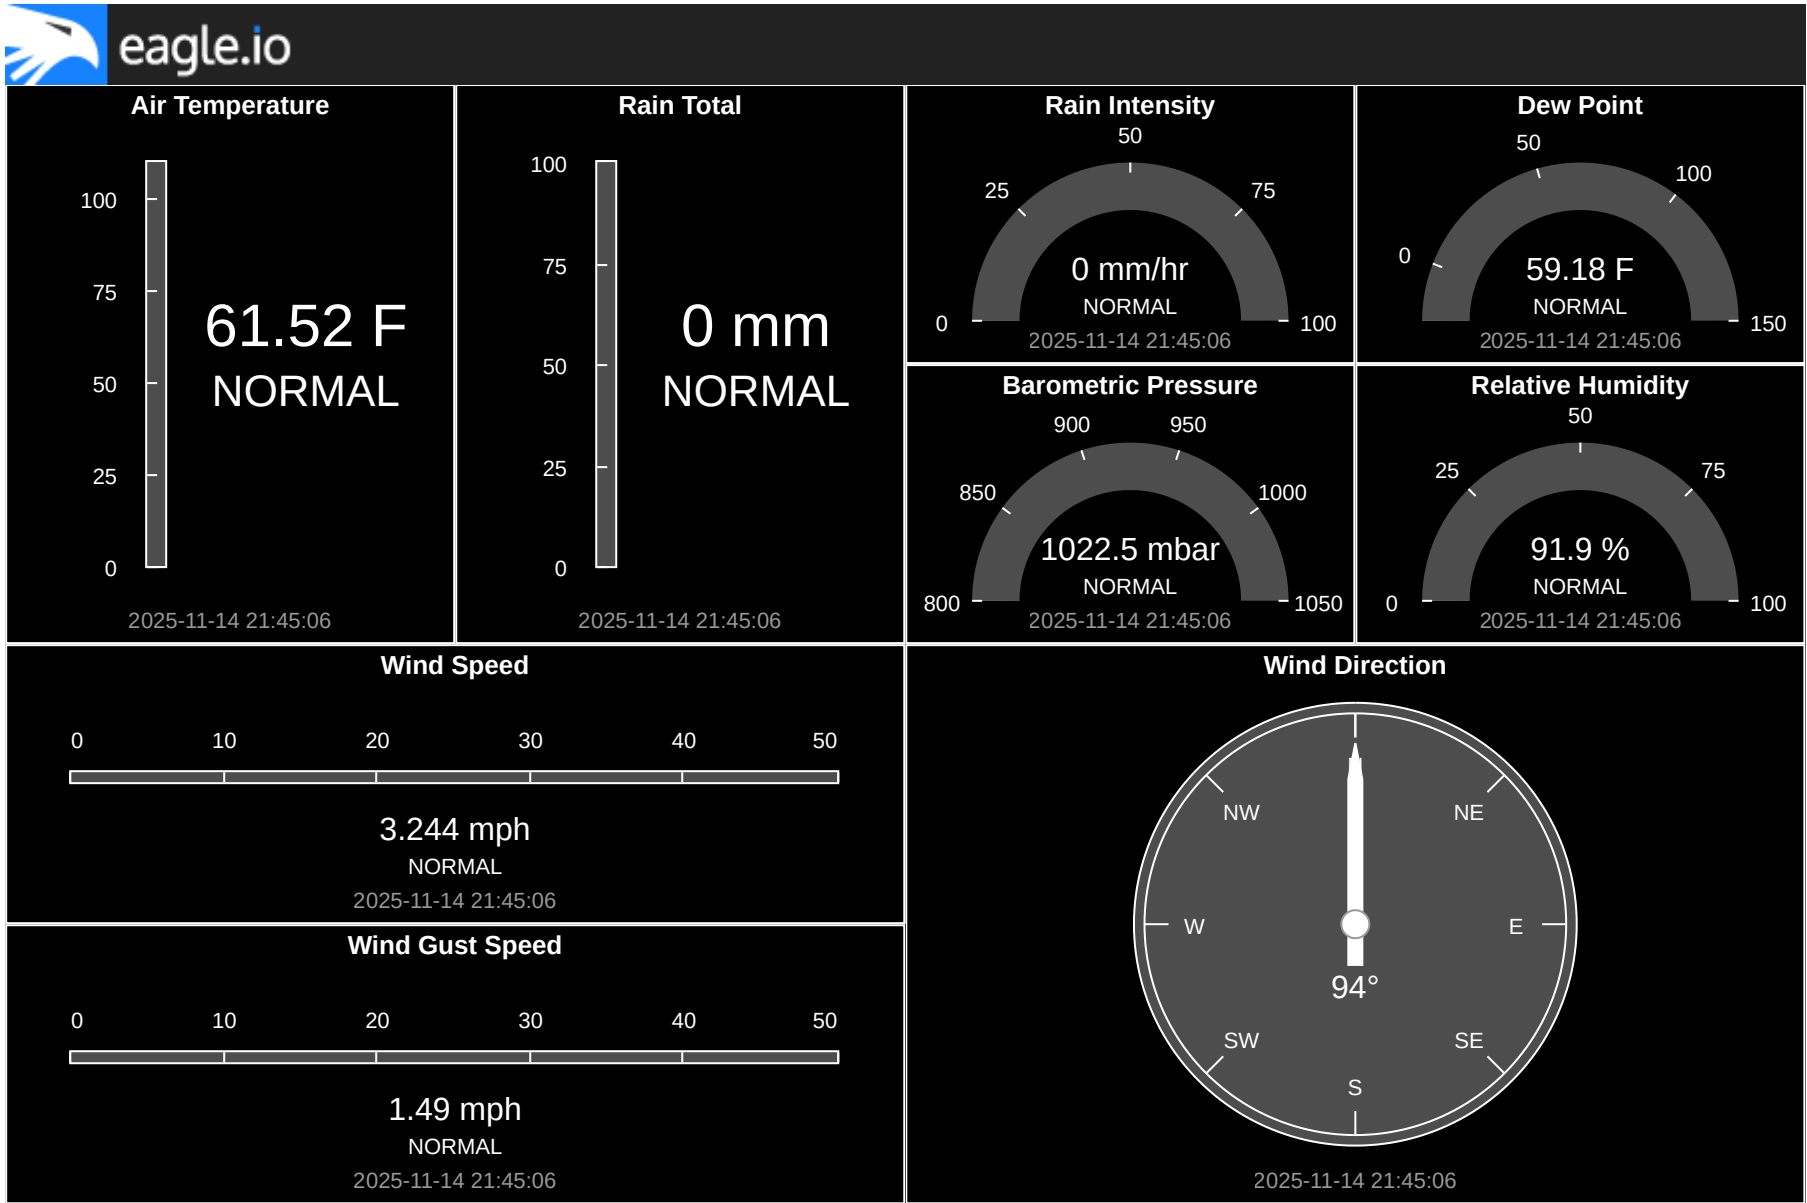 eagle.io
Air Temperature
100
75
50
25
0
61.52 F
NORMAL
2025-11-14 21:45:06
Rain Total
100
75
50
25
0
0 mm
NORMAL
2025-11-14 21:45:06
Rain Intensity
50
25
75
0
100
0 mm/hr
NORMAL
2025-11-14 21:45:06
Dew Point
50
100
0
150
59.18 F
NORMAL
2025-11-14 21:45:06
Barometric Pressure
900
950
850
1000
800
1050
1022.5 mbar
NORMAL
2025-11-14 21:45:06
Relative Humidity
50
25
75
0
100
91.9 %
NORMAL
2025-11-14 21:45:06
Wind Speed
0 10 20 30 40 50
3.244 mph
NORMAL
2025-11-14 21:45:06
Wind Gust Speed
0 10 20 30 40 50
1.49 mph
NORMAL
2025-11-14 21:45:06
Wind Direction
NW NE
W E
94°
SW SE
S
2025-11-14 21:45:06